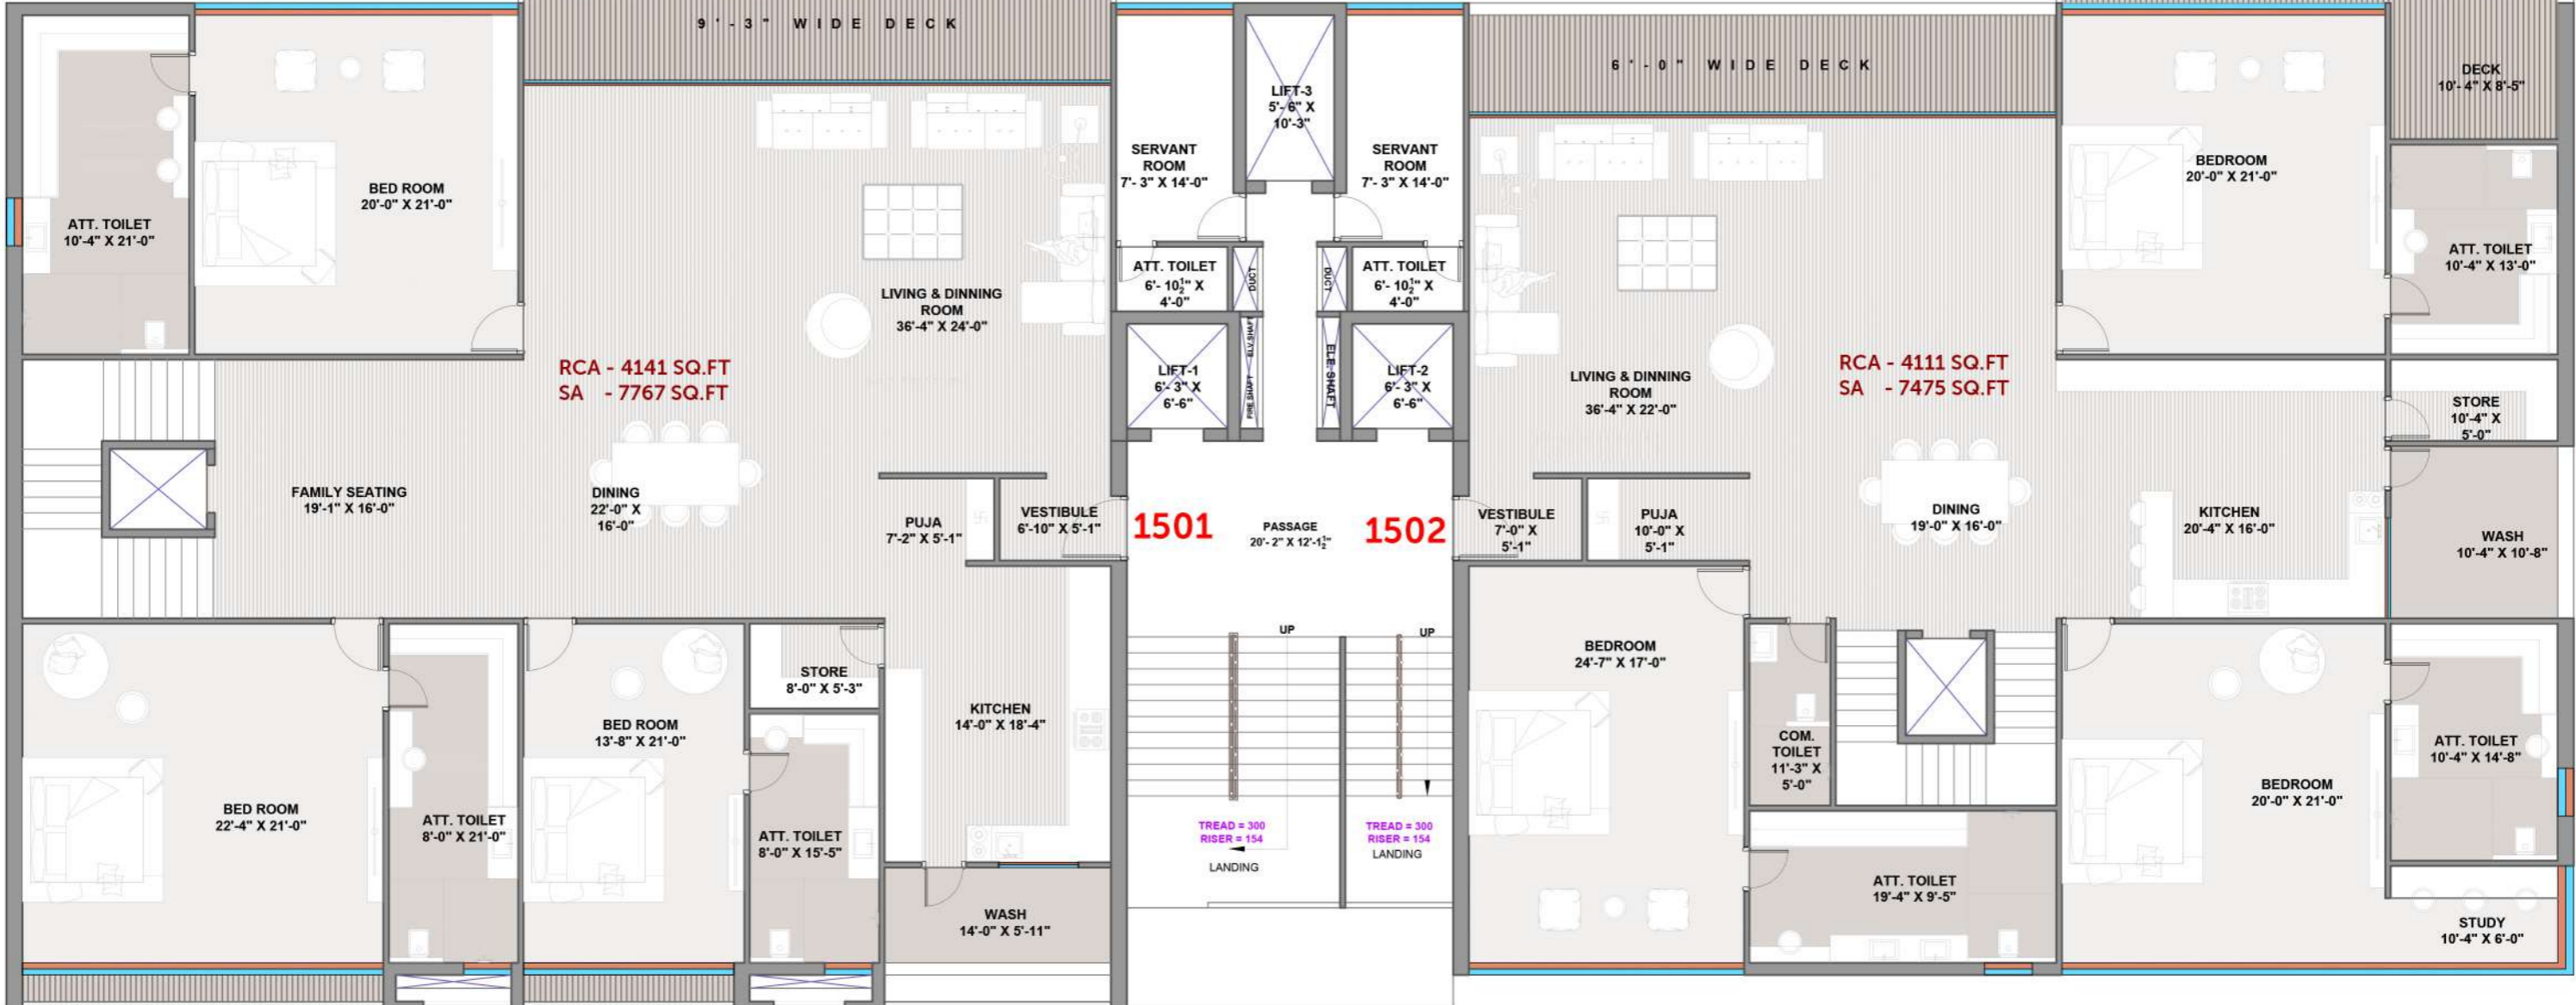 9'-3" WIDE DECK
6'-0" WIDE DECK
DECK
10'- 4" X 8'-5"
ATT. TOILET
10'-4" X 21'-0"
BED ROOM
20'-0" X 21'-0"
LIVING & DINNING
ROOM
36'-4" X 24'-0"
RCA - 4141 SQ.FT
SA - 7767 SQ.FT
SERVANT
ROOM
7'- 3" X 14'-0"
LIFT-3
5'- 6" X
10'-3"
SERVANT
ROOM
7'- 3" X 14'-0"
ATT. TOILET
6'- 10½" X
4'-0"
DUCT
DUCT
ATT. TOILET
6'- 10½" X
4'-0"
LIFT-1
6'- 3" X
6'-6"
ELV.SHAFT
FIRE SHAFT
ELE. SHAFT
LIFT-2
6'- 3" X
6'-6"
LIVING & DINNING
ROOM
36'-4" X 22'-0"
RCA - 4111 SQ.FT
SA - 7475 SQ.FT
BEDROOM
20'-0" X 21'-0"
ATT. TOILET
10'-4" X 13'-0"
STORE
10'-4" X
5'-0"
FAMILY SEATING
19'-1" X 16'-0"
DINING
22'-0" X
16'-0"
PUJA
7'-2" X 5'-1"
VESTIBULE
6'-10" X 5'-1"
1501
PASSAGE
20'- 2" X 12'-1½"
1502
VESTIBULE
7'-0" X
5'-1"
PUJA
10'-0" X
5'-1"
DINING
19'-0" X 16'-0"
KITCHEN
20'-4" X 16'-0"
WASH
10'-4" X 10'-8"
BED ROOM
22'-4" X 21'-0"
ATT. TOILET
8'-0" X 21'-0"
BED ROOM
13'-8" X 21'-0"
STORE
8'-0" X 5'-3"
ATT. TOILET
8'-0" X 15'-5"
KITCHEN
14'-0" X 18'-4"
WASH
14'-0" X 5'-11"
UP
UP
TREAD = 300
RISER = 154
LANDING
TREAD = 300
RISER = 154
LANDING
BEDROOM
24'-7" X 17'-0"
COM.
TOILET
11'-3" X
5'-0"
ATT. TOILET
19'-4" X 9'-5"
BEDROOM
20'-0" X 21'-0"
ATT. TOILET
10'-4" X 14'-8"
STUDY
10'-4" X 6'-0"